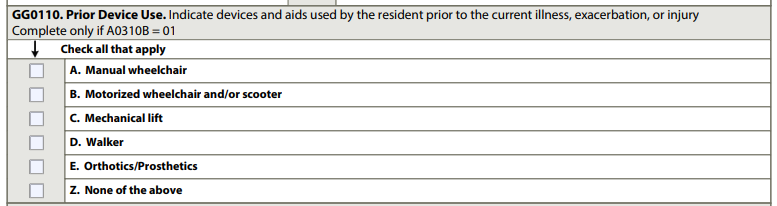 GG0110. Prior Device Use. Indicate devices and aids used by the resident prior to the current illness, exacerbation, or injury
Complete only if A0310B = 01
Check all that apply
A. Manual wheelchair
B. Motorized wheelchair and/or scooter
C. Mechanical lift
D. Walker
E. Orthotics/Prosthetics
Z. None of the above